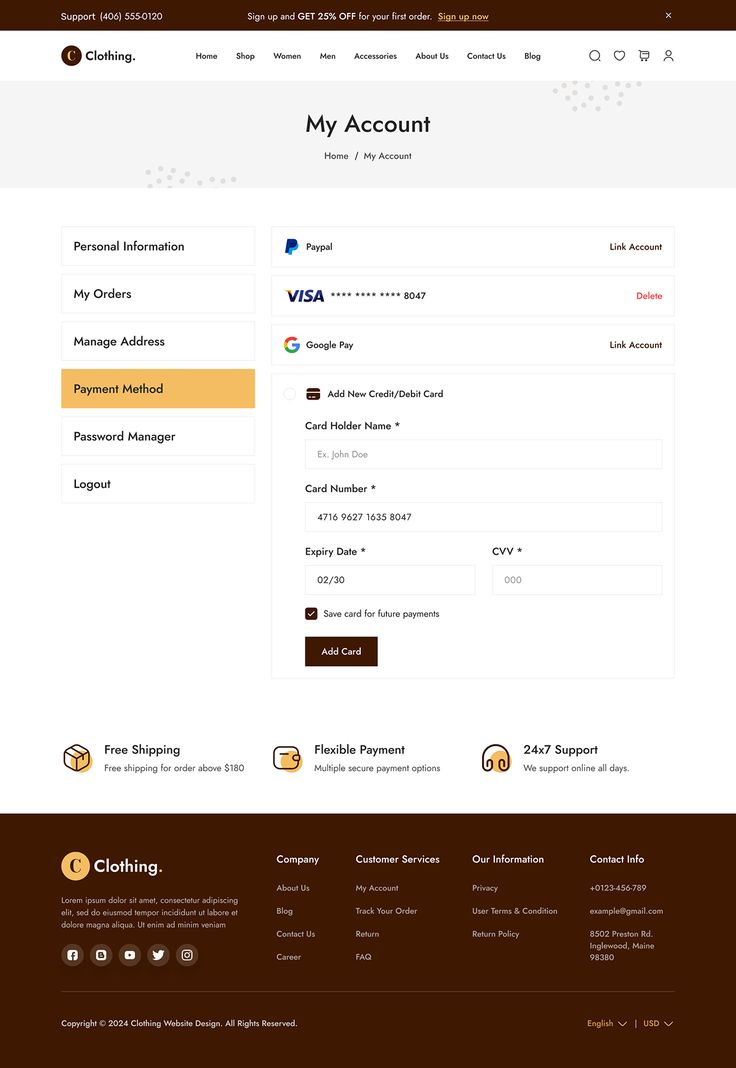 Support (406) 555-0120
Sign up and GET 25% OFF for your first order. Sign up now
C Clothing.
Home Shop Women Men Accessories About Us Contact Us Blog
My Account
Home / My Account
Personal Information
My Orders
Manage Address
Payment Method
Password Manager
Logout
Paypal Link Account
VISA **** **** **** 8047 Delete
Google Pay Link Account
Add New Credit/Debit Card
Card Holder Name *
Ex. John Doe
Card Number *
4716 9627 1635 8047
Expiry Date * CVV *
02/30 000
Save card for future payments
Add Card
Free Shipping
Free shipping for order above $180
Flexible Payment
Multiple secure payment options
24x7 Support
We support online all days.
C Clothing.
Lorem ipsum dolor sit amet, consectetur adipiscing
elit, sed do eiusmod tempor incididunt ut labore et
dolore magna aliqua. Ut enim ad minim veniam
Company
About Us
Blog
Contact Us
Career
Customer Services
My Account
Track Your Order
Return
FAQ
Our Information
Privacy
User Terms & Condition
Return Policy
Contact Info
+0123-456-789
example@gmail.com
8502 Preston Rd.
Inglewood, Maine
98380
Copyright © 2024 Clothing Website Design. All Rights Reserved.
English | USD